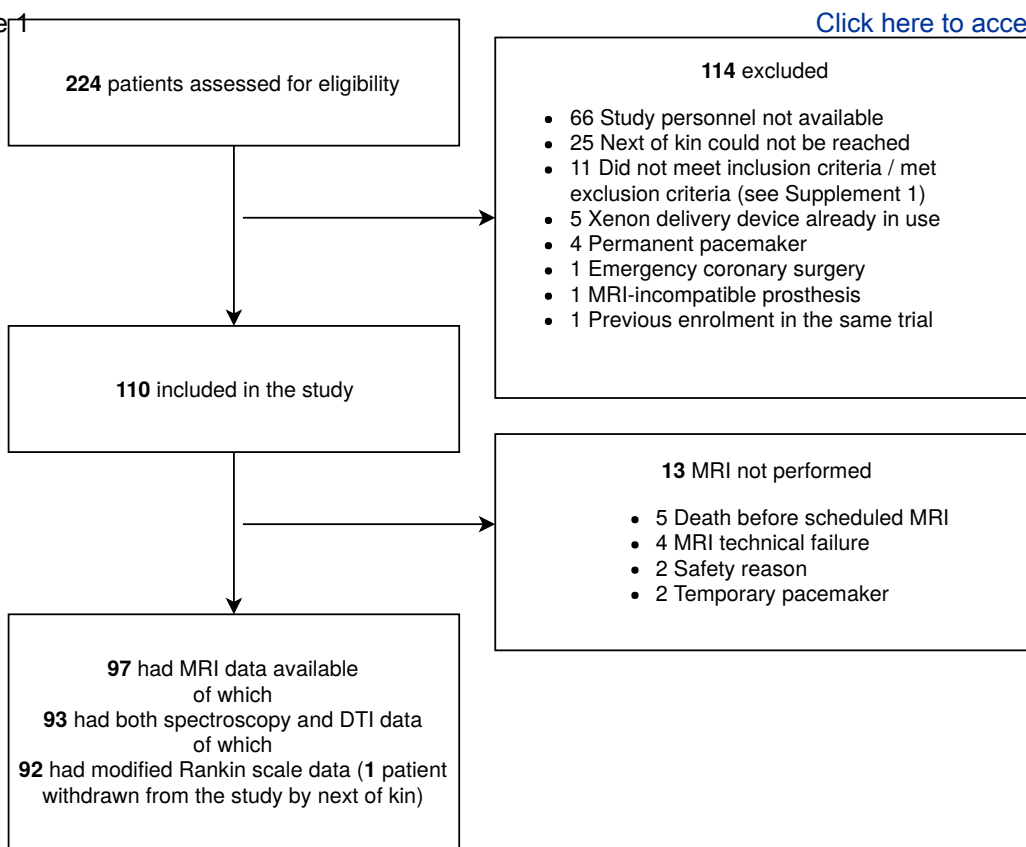 e 1
Click here to acce
224 patients assessed for eligibility
114 excluded
• 66 Study personnel not available
• 25 Next of kin could not be reached
• 11 Did not meet inclusion criteria / met
exclusion criteria (see Supplement 1)
• 5 Xenon delivery device already in use
• 4 Permanent pacemaker
• 1 Emergency coronary surgery
• 1 MRI-incompatible prosthesis
• 1 Previous enrolment in the same trial
110 included in the study
13 MRI not performed
• 5 Death before scheduled MRI
• 4 MRI technical failure
• 2 Safety reason
• 2 Temporary pacemaker
97 had MRI data available
of which
93 had both spectroscopy and DTI data
of which
92 had modified Rankin scale data (1 patient
withdrawn from the study by next of kin)